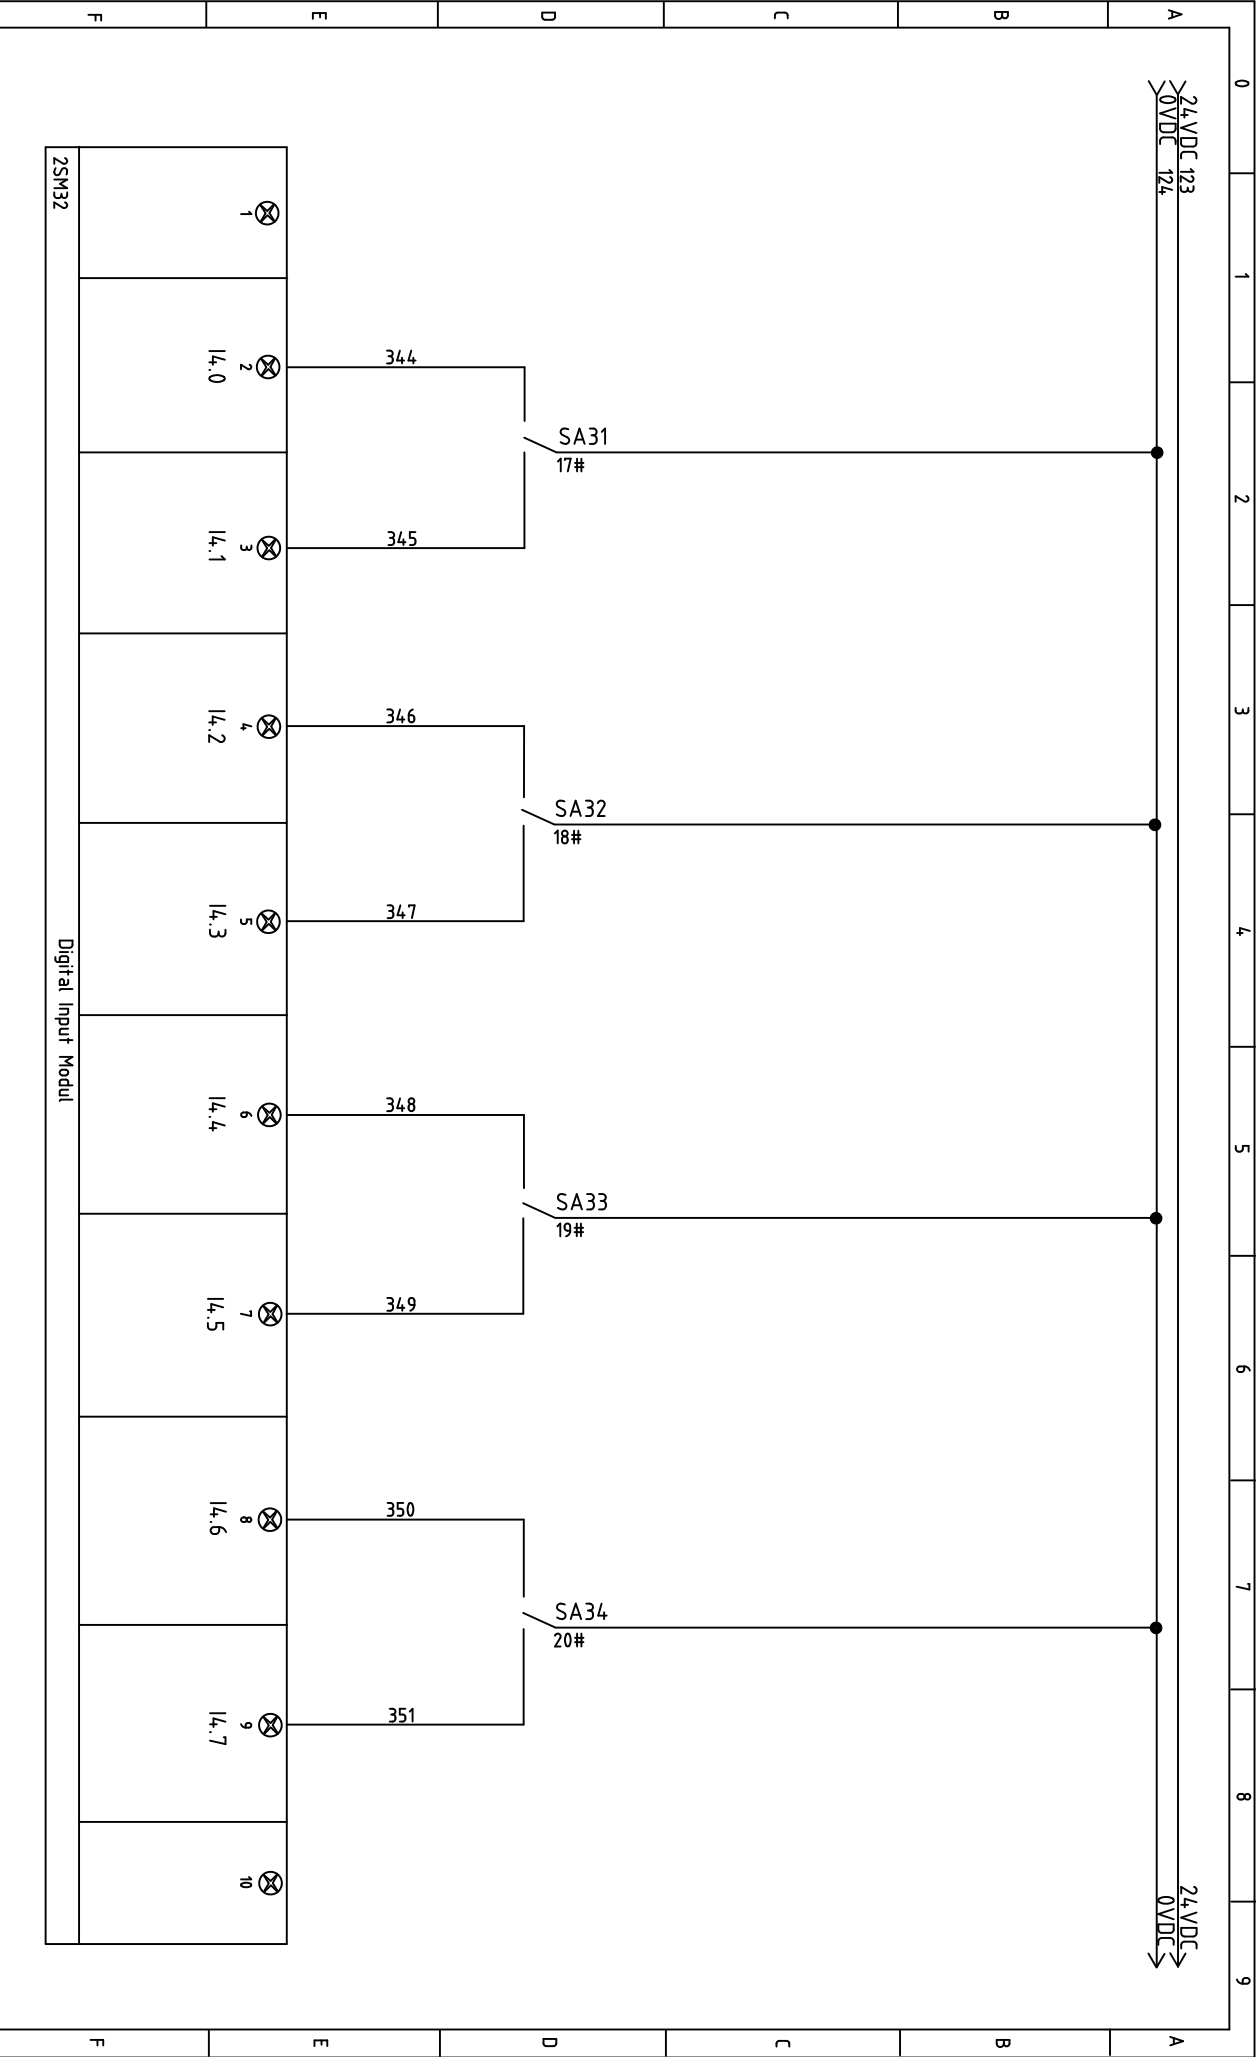 0 1 2 3 4 5 6 7 8 9
A B C D E F
24VDC 123
0VDC 124
24VDC
0VDC
SA31
17#
SA32
18#
SA33
19#
SA34
20#
344
345
346
347
348
349
350
351
1 2 3 4 5 6 7 8 9 10
I4.0
I4.1
I4.2
I4.3
I4.4
I4.5
I4.6
I4.7
2SM32
Digital Input Modul
A B C D E F